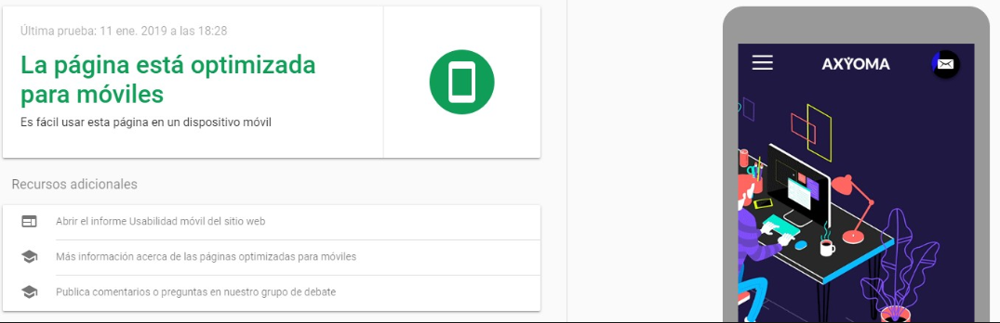 Última prueba: 11 ene. 2019 a las 18:28
La página está optimizada
para móviles
Es fácil usar esta página en un dispositivo móvil
Recursos adicionales
Abrir el informe Usabilidad móvil del sitio web
Más información acerca de las páginas optimizadas para móviles
Publica comentarios o preguntas en nuestro grupo de debate
AXYOMA